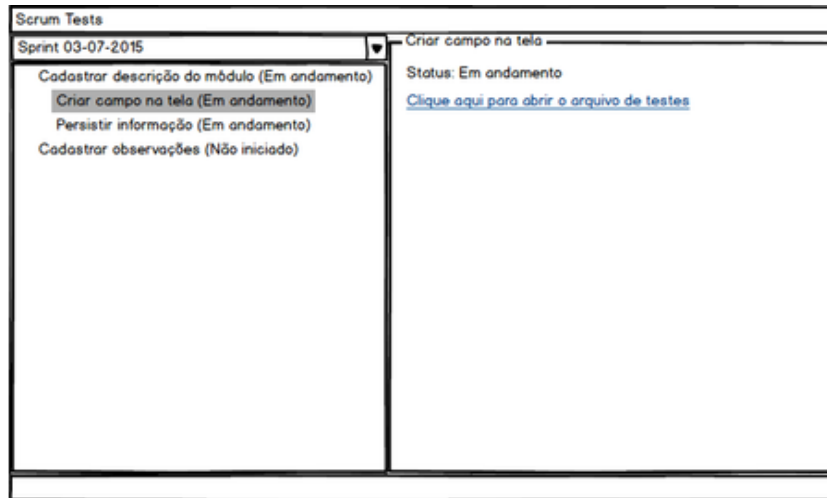 Scrum Tests
Sprint 03-07-2015
Cadastrar descrição do módulo (Em andamento)
Criar campo na tela (Em andamento)
Persistir informação (Em andamento)
Cadastrar observações (Não iniciado)
Criar campo na tela
Status: Em andamento
Clique aqui para abrir o arquivo de testes